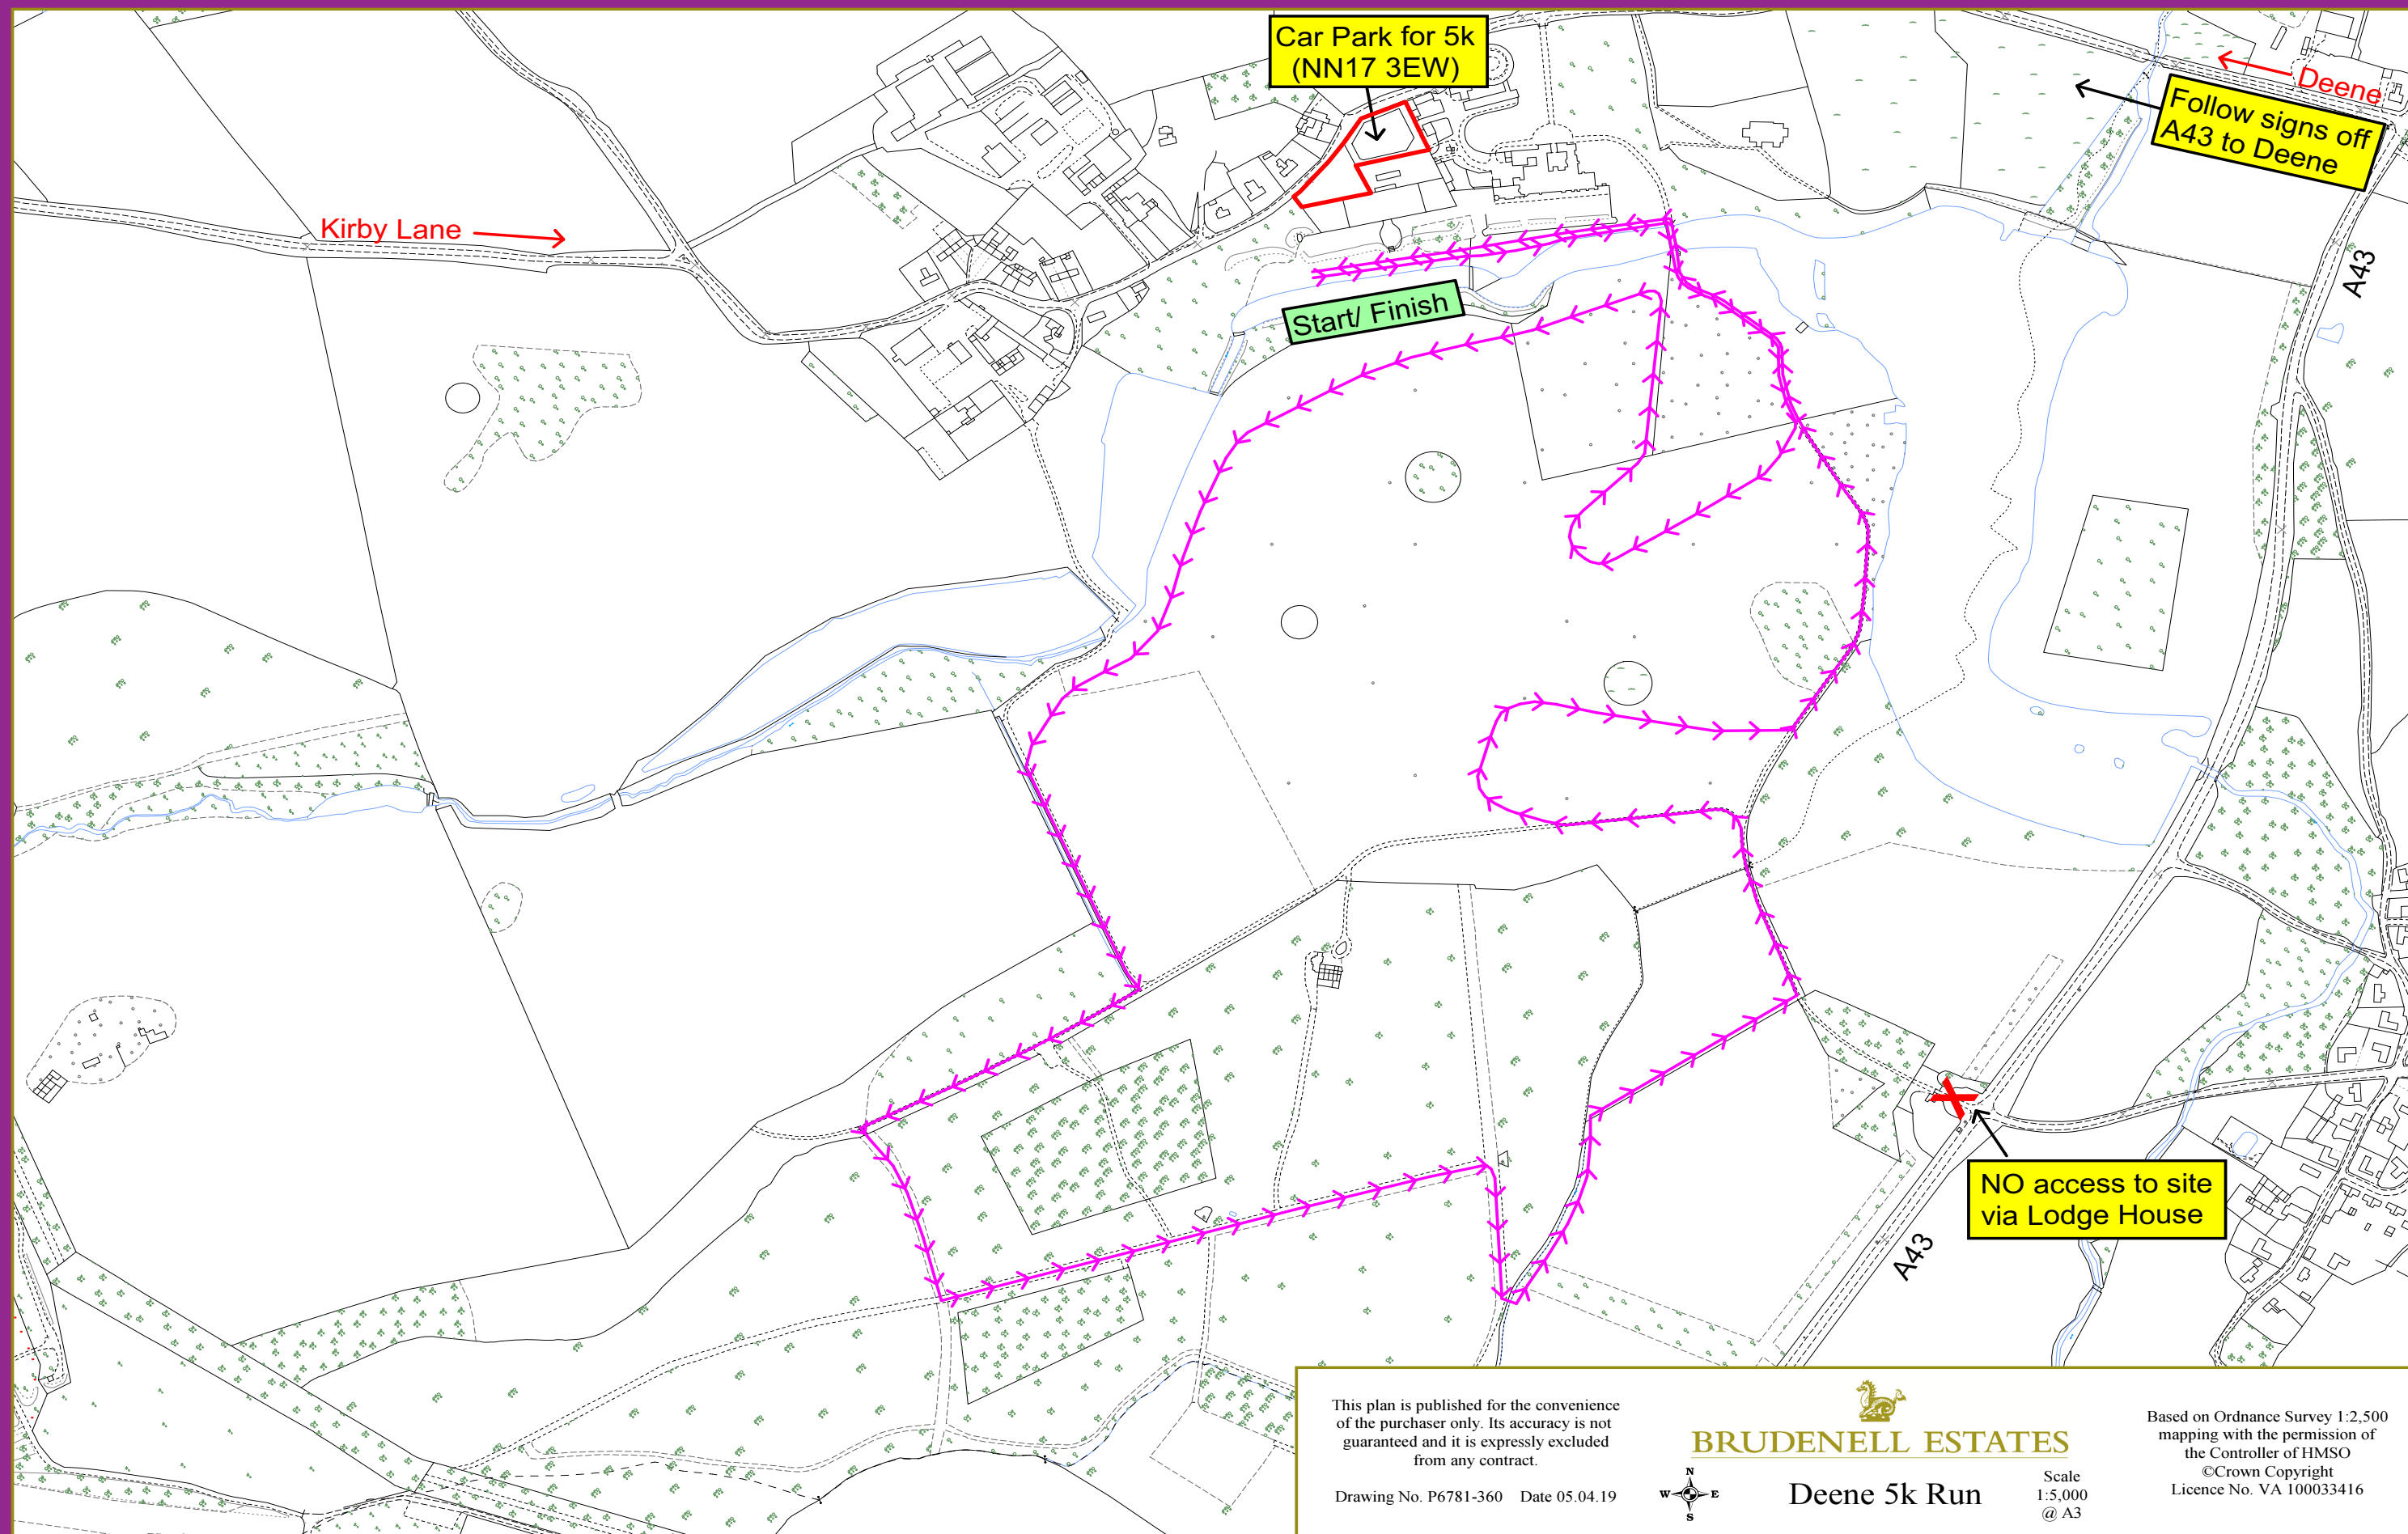 Car Park for 5k
(NN17 3EW)
Deene
Follow signs off
A43 to Deene
Kirby Lane
A43
Start/ Finish
NO access to site
via Lodge House
A43
This plan is published for the convenience
of the purchaser only. Its accuracy is not
guaranteed and it is expressly excluded
from any contract.
Drawing No. P6781-360 Date 05.04.19
BRUDENELL ESTATES
N
W E
S
Deene 5k Run
Scale
1:5,000
@ A3
Based on Ordnance Survey 1:2,500
mapping with the permission of
the Controller of HMSO
©Crown Copyright
Licence No. VA 100033416